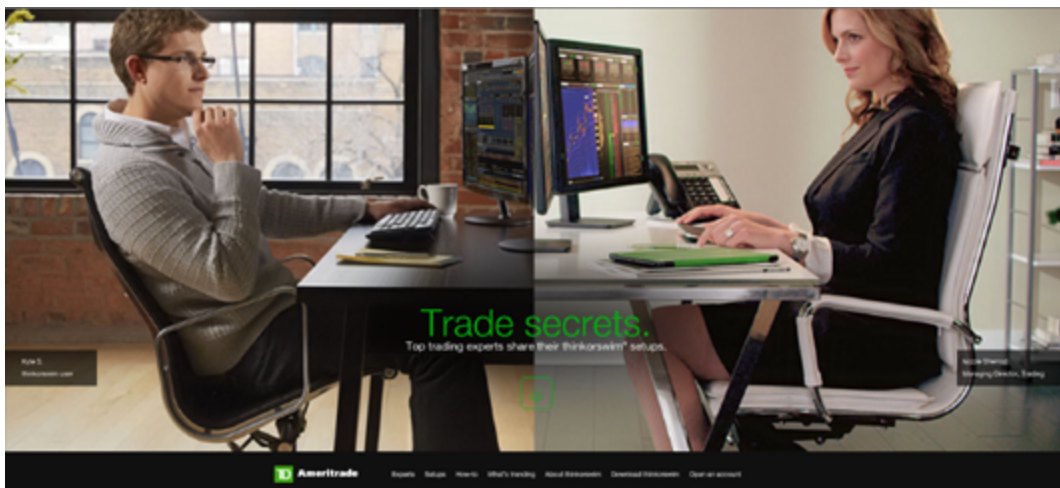 Trade secrets.
Top trading experts share their thinkorswim® setups.
Kyle S.
thinkorswim user
Managing Director, Trading
TD Ameritrade
Experts Setups How-to What's trending About thinkorswim Download thinkorswim Open an account